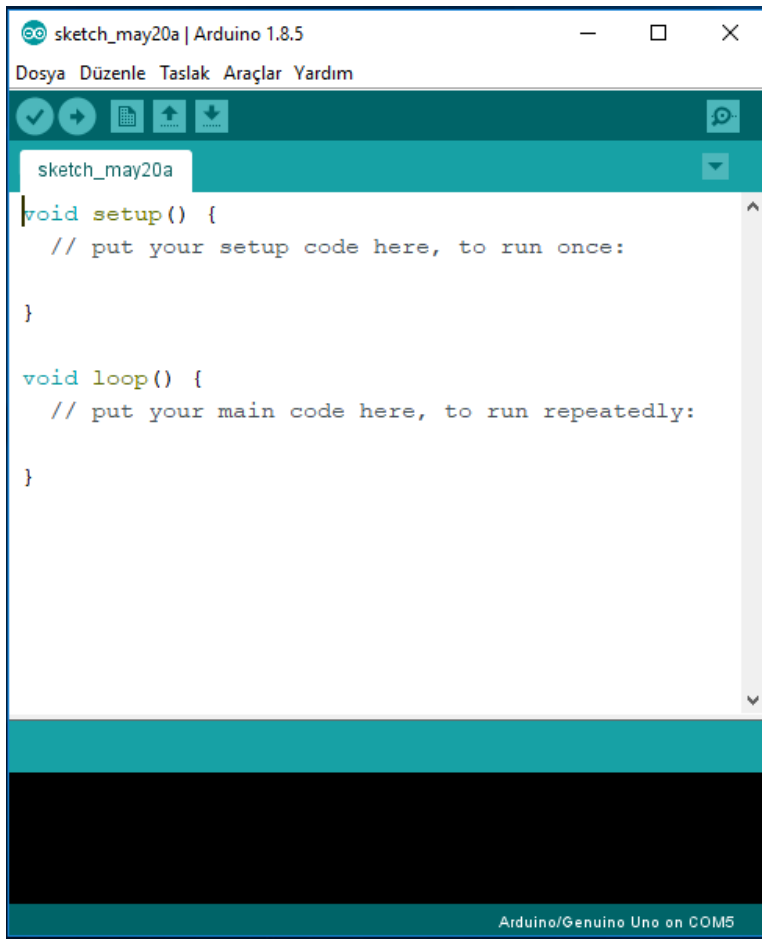 sketch_may20a | Arduino 1.8.5
Dosya Düzenle Taslak Araçlar Yardım
sketch_may20a
void setup() {
  // put your setup code here, to run once:
}
void loop() {
  // put your main code here, to run repeatedly:
}
Arduino/Genuino Uno on COM5